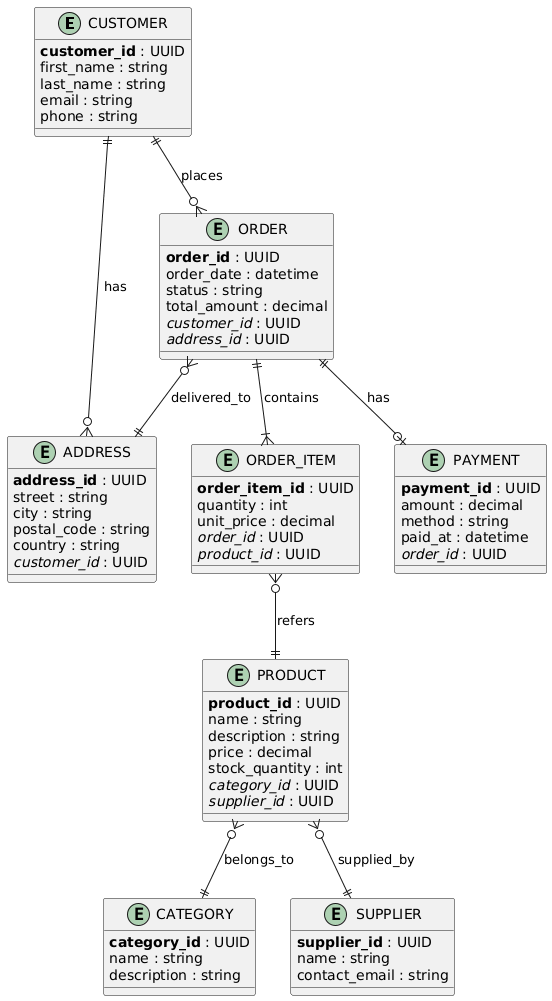 E CUSTOMER
customer_id : UUID
first_name : string
last_name : string
email : string
phone : string
places
E ORDER
order_id : UUID
order_date : datetime
status : string
total_amount : decimal
customer_id : UUID
address_id : UUID
has
delivered_to
contains
has
E ADDRESS
address_id : UUID
street : string
city : string
postal_code : string
country : string
customer_id : UUID
E ORDER_ITEM
order_item_id : UUID
quantity : int
unit_price : decimal
order_id : UUID
product_id : UUID
E PAYMENT
payment_id : UUID
amount : decimal
method : string
paid_at : datetime
order_id : UUID
refers
E PRODUCT
product_id : UUID
name : string
description : string
price : decimal
stock_quantity : int
category_id : UUID
supplier_id : UUID
belongs_to
supplied_by
E CATEGORY
category_id : UUID
name : string
description : string
E SUPPLIER
supplier_id : UUID
name : string
contact_email : string